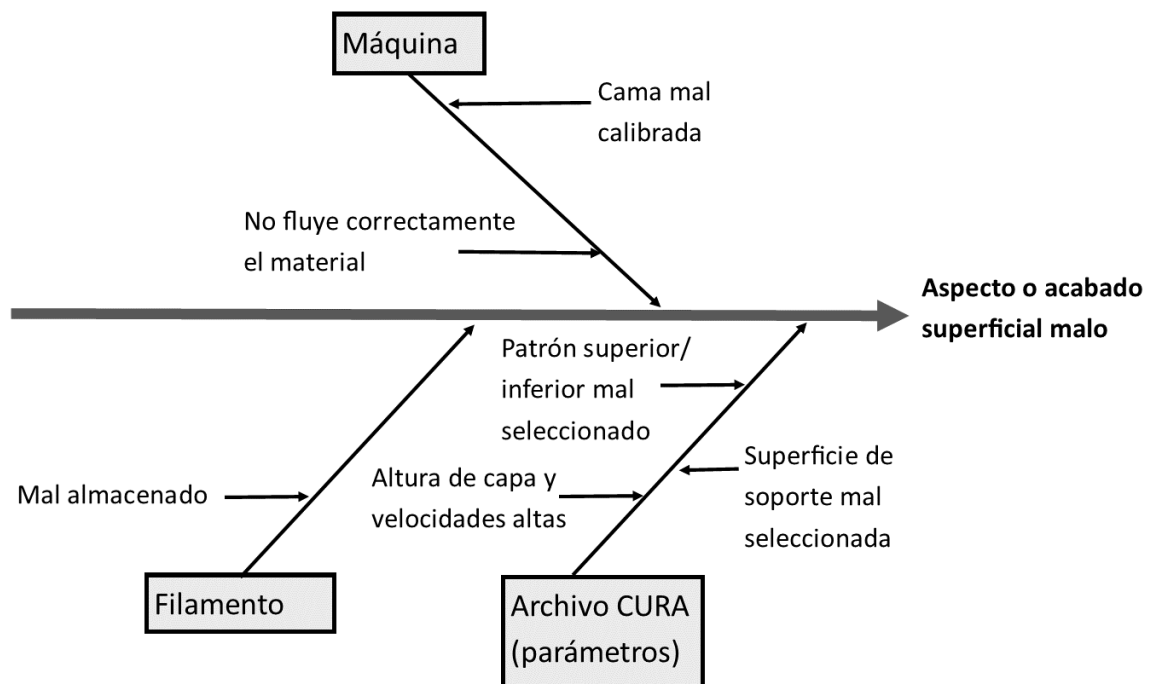 Máquina
Cama mal
calibrada
No fluye correctamente
el material
Aspecto o acabado
superficial malo
Patrón superior/
inferior mal
seleccionado
Superficie de
soporte mal
seleccionada
Altura de capa y
velocidades altas
Mal almacenado
Filamento
Archivo CURA
(parámetros)